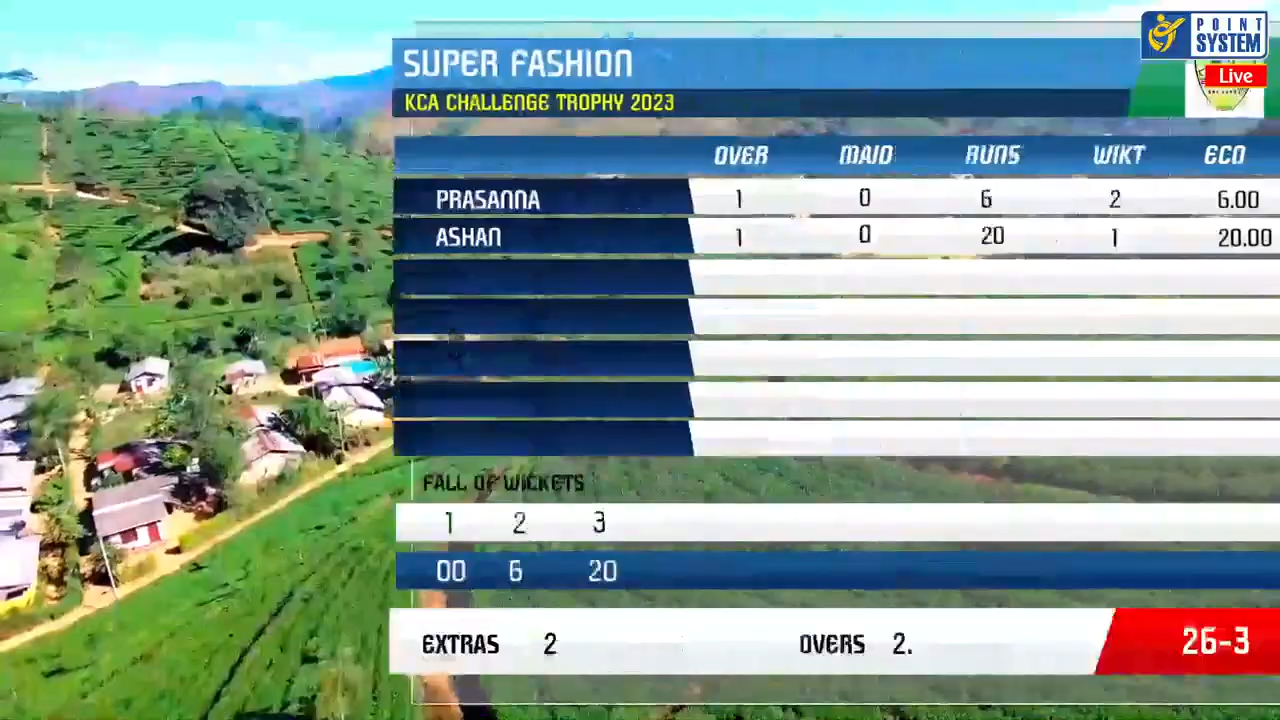 POINT
SYSTEM
Live
SUPER FASHION
KCA CHALLENGE TROPHY 2023
OVER MAID RUNS WIKT ECO
PRASANNA 1 0 6 2 6.00
ASHAN 1 0 20 1 20.00
FALL OF WICKETS
1 2 3
00 6 20
EXTRAS 2 OVERS 2. 26-3